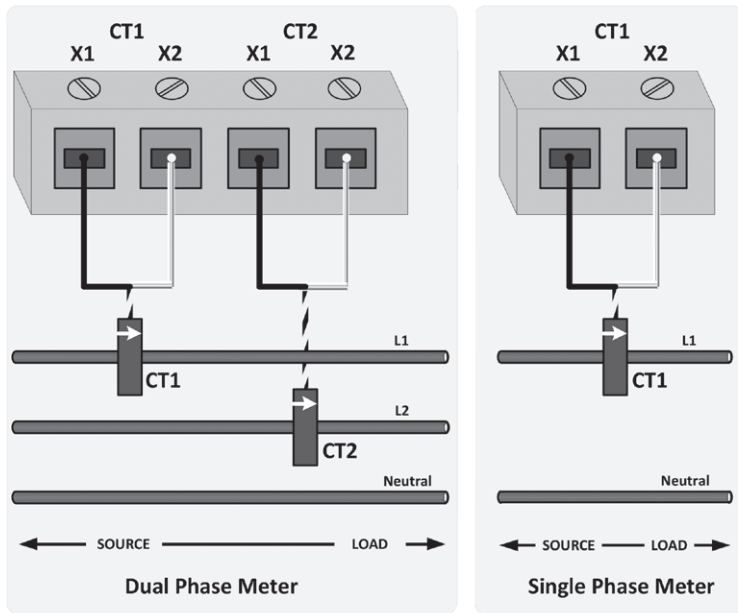 CT1 CT2
X1 X2 X1 X2
L1
CT1
L2
CT2
Neutral
SOURCE LOAD
Dual Phase Meter
CT1
X1 X2
L1
CT1
Neutral
SOURCE LOAD
Single Phase Meter